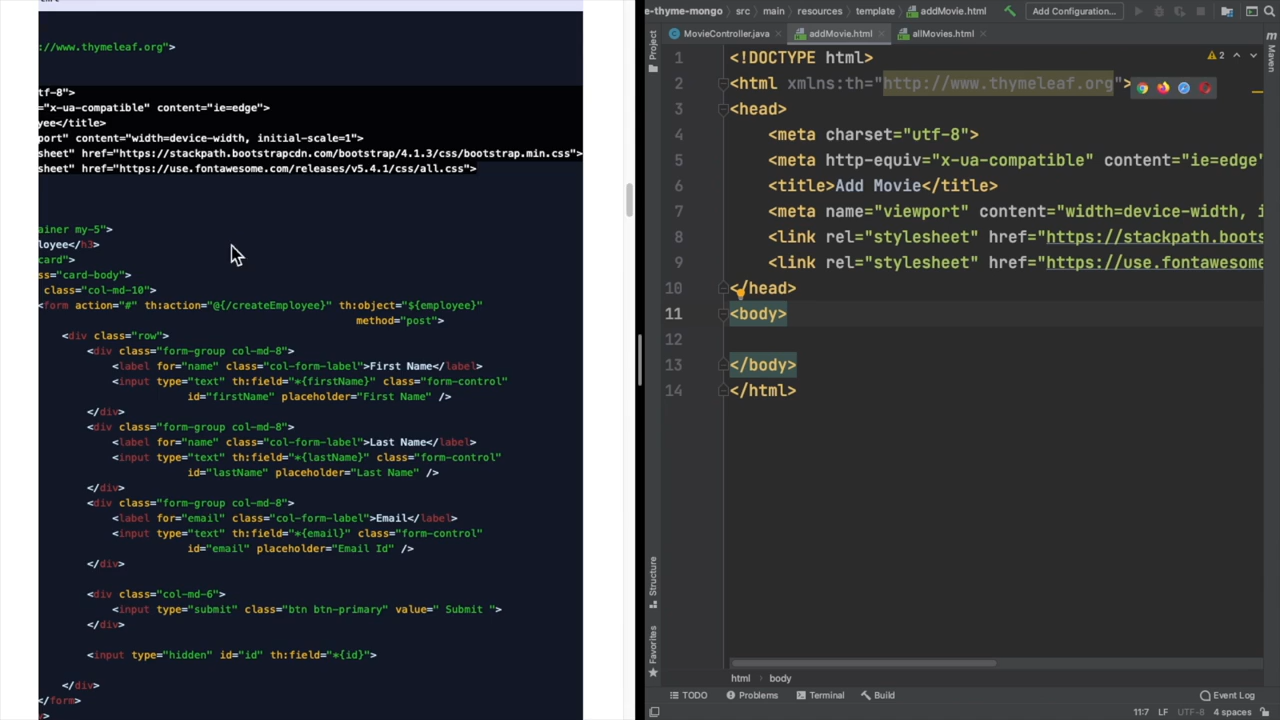 ://www.thymeleaf.org">
tf-8">
="x-ua-compatible" content="ie=edge">
yee</title>
port" content="width=device-width, initial-scale=1">
sheet" href="https://stackpath.bootstrapcdn.com/bootstrap/4.1.3/css/bootstrap.min.css">
sheet" href="https://use.fontawesome.com/releases/v5.4.1/css/all.css">
ainer my-5">
loyee</h3>
card">
ss="card-body">
class="col-md-10">
<form action="#" th:action="@{/createEmployee}" th:object="${employee}"
method="post">
<div class="row">
<div class="form-group col-md-8">
<label for="name" class="col-form-label">First Name</label>
<input type="text" th:field="*{firstName}" class="form-control"
id="firstName" placeholder="First Name" />
</div>
<div class="form-group col-md-8">
<label for="name" class="col-form-label">Last Name</label>
<input type="text" th:field="*{lastName}" class="form-control"
id="lastName" placeholder="Last Name" />
</div>
<div class="form-group col-md-8">
<label for="email" class="col-form-label">Email</label>
<input type="text" th:field="*{email}" class="form-control"
id="email" placeholder="Email Id" />
</div>
<div class="col-md-6">
<input type="submit" class="btn btn-primary" value=" Submit ">
</div>
<input type="hidden" id="id" th:field="*{id}">
</div>
</form>
>
e-thyme-mongo src main resources template addMovie.html Add Configuration...
MovieController.java addMovie.html allMovies.html
Project
Maven
2
1 <!DOCTYPE html>
2 <html xmlns:th="http://www.thymeleaf.org">
3 <head>
4 <meta charset="utf-8">
5 <meta http-equiv="x-ua-compatible" content="ie=edge"
6 <title>Add Movie</title>
7 <meta name="viewport" content="width=device-width, i
8 <link rel="stylesheet" href="https://stackpath.boots
9 <link rel="stylesheet" href="https://use.fontawesome
10 </head>
11 <body>
12
13 </body>
14 </html>
Structure
Favorites
html body
TODO Problems Terminal Build Event Log
11:7 LF UTF-8 4 spaces